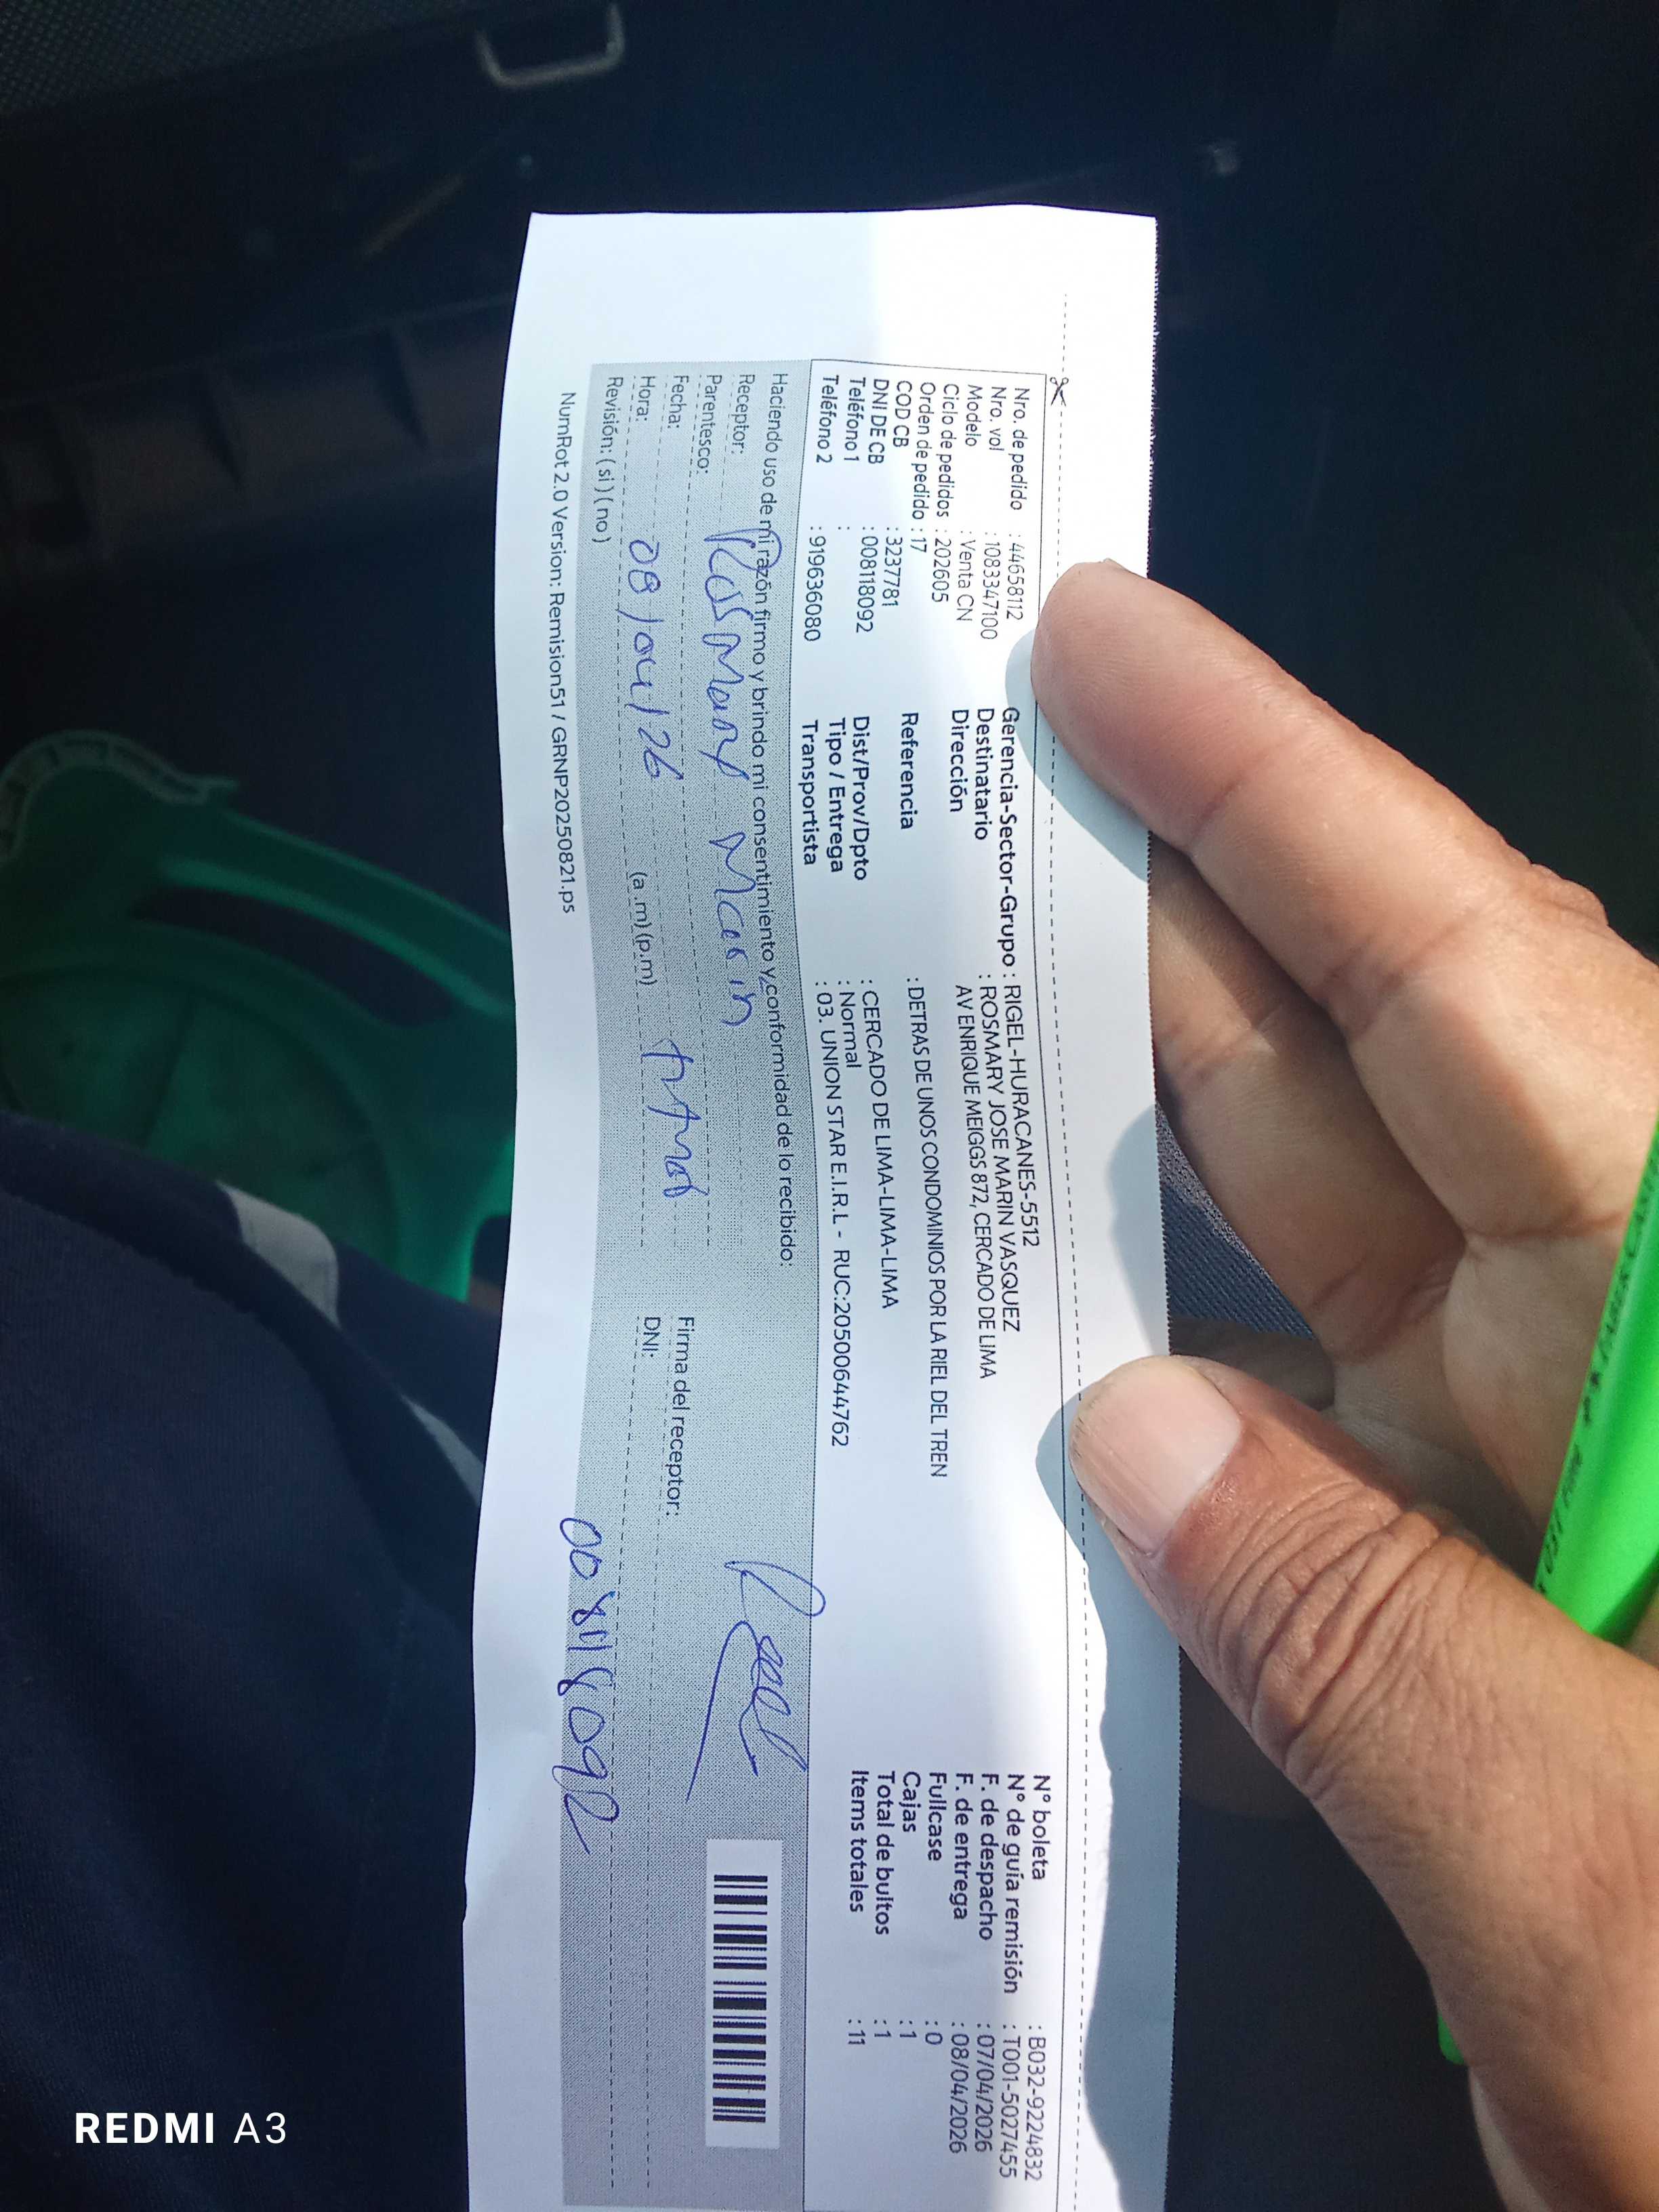 Nro. de pedido : 44658112
Nro. vol : 1083347100
Modelo : Venta CN
Ciclo de pedidos : 202605
Orden de pedido : 17
COD CB : 3237781
DNI DE CB : 008118092
Teléfono 1 :
Teléfono 2 : 919636080
Gerencia-Sector-Grupo : RIGEL-HURACANES-5512
Destinatario : ROSMARY JOSE MARIN VASQUEZ
Dirección AV ENRIQUE MEIGGS 872, CERCADO DE LIMA
Referencia : DETRAS DE UNOS CONDOMINIOS POR LA RIEL DEL TREN
Dist/Prov/Dpto : CERCADO DE LIMA-LIMA-LIMA
Tipo / Entrega : Normal
Transportista : 03. UNION STAR E.I.R.L - RUC:20500644762
N° boleta : B032-9224832
N° de guía remisión : T001-5027455
F. de despacho : 07/04/2026
F. de entrega : 08/04/2026
Fullcase : 0
Cajas : 1
Total de bultos : 1
Items totales : 11
Haciendo uso de mi razón firmo y brindo mi consentimiento y conformidad de lo recibido:
Receptor: Rosmary Marin
Parentesco:
Fecha: 08/04/26
Hora: (a.m) (p.m)
Revisión: ( si ) ( no )
Firma del receptor:
DNI: 008118092
NumRot 2.0 Version: Remision51 / GRNP20250821.ps
REDMI A3